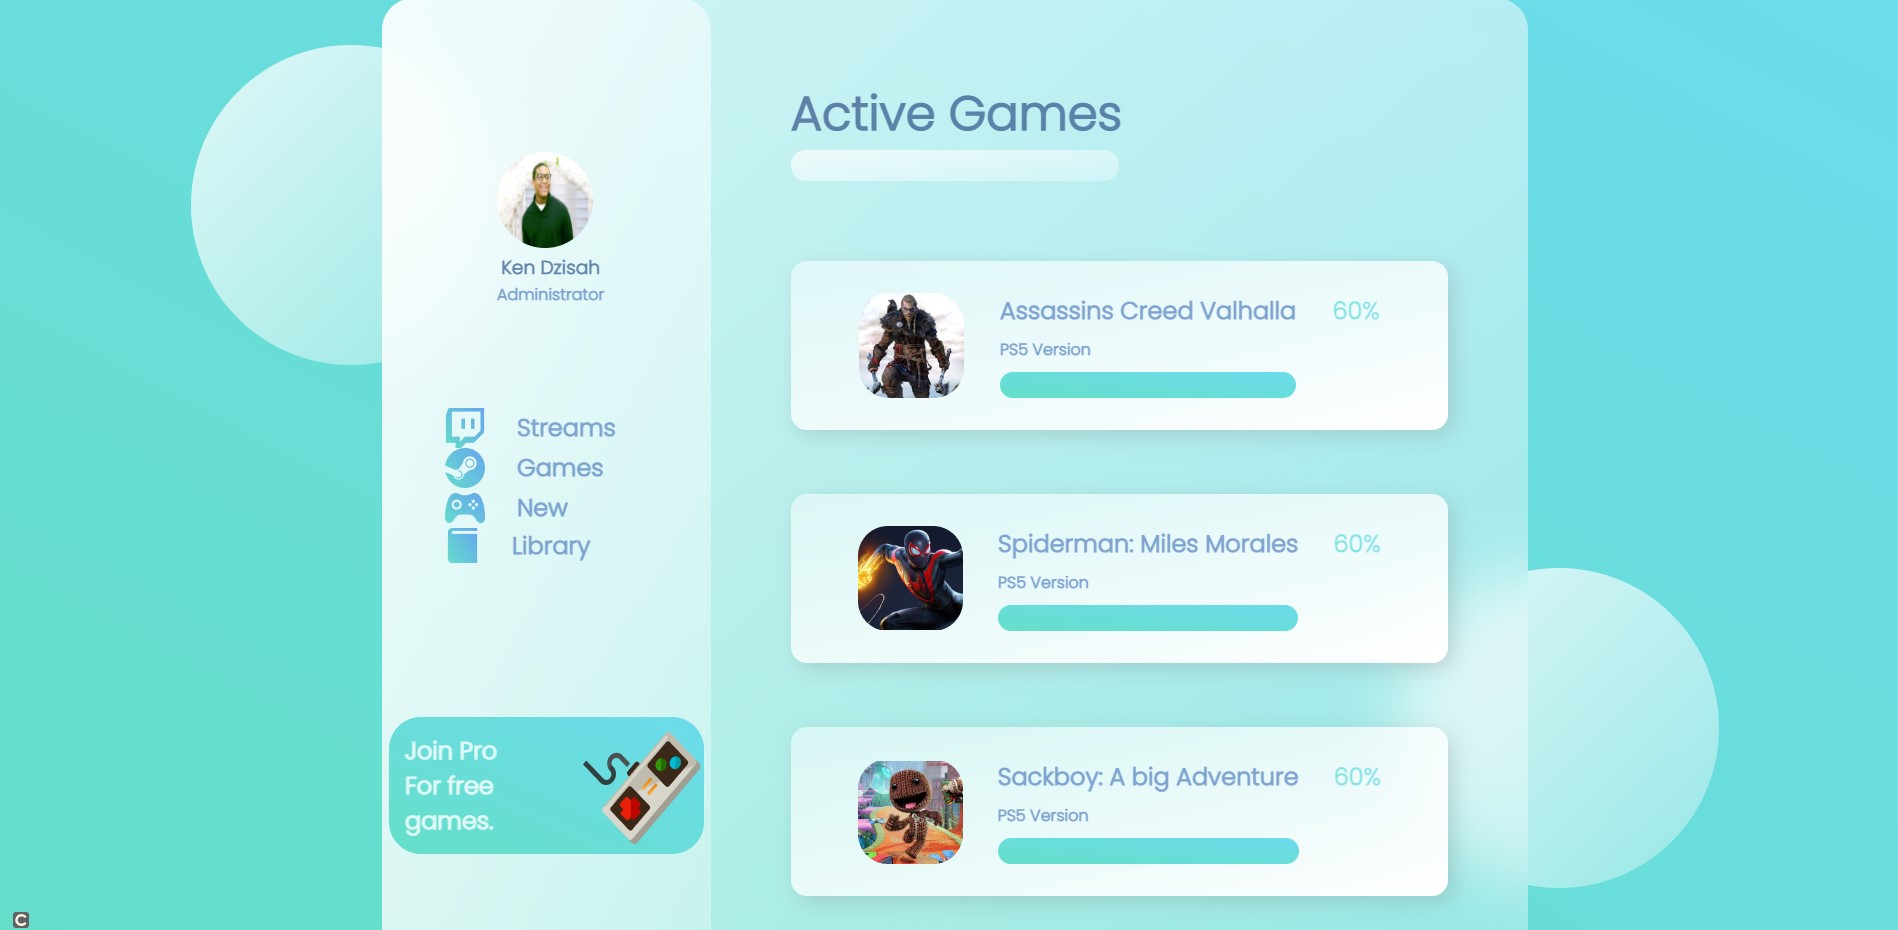 Active Games
Ken Dzisah
Administrator
Streams
Games
New
Library
Join Pro
For free
games.
Assassins Creed Valhalla 60%
PS5 Version
Spiderman: Miles Morales 60%
PS5 Version
Sackboy: A big Adventure 60%
PS5 Version
C